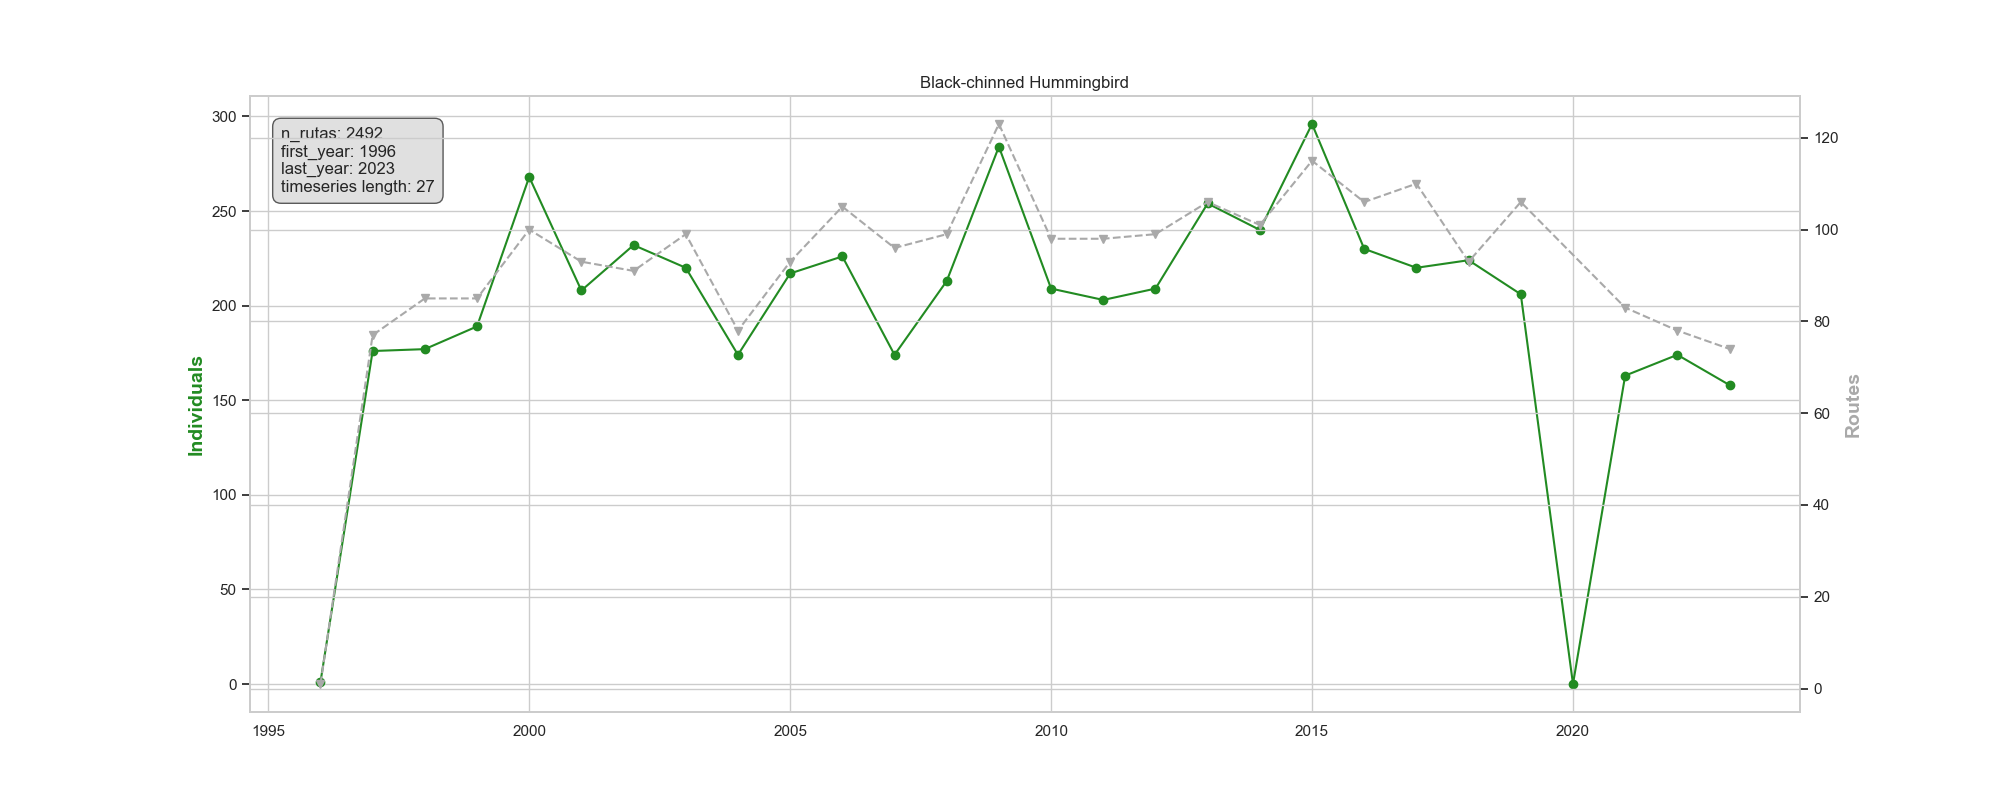 Black-chinned Hummingbird
n_rutas: 2492
first_year: 1996
last_year: 2023
timeseries length: 27
Individuals
300
250
200
150
100
50
0
120
100
80
60
40
20
0
Routes
1995 2000 2005 2010 2015 2020